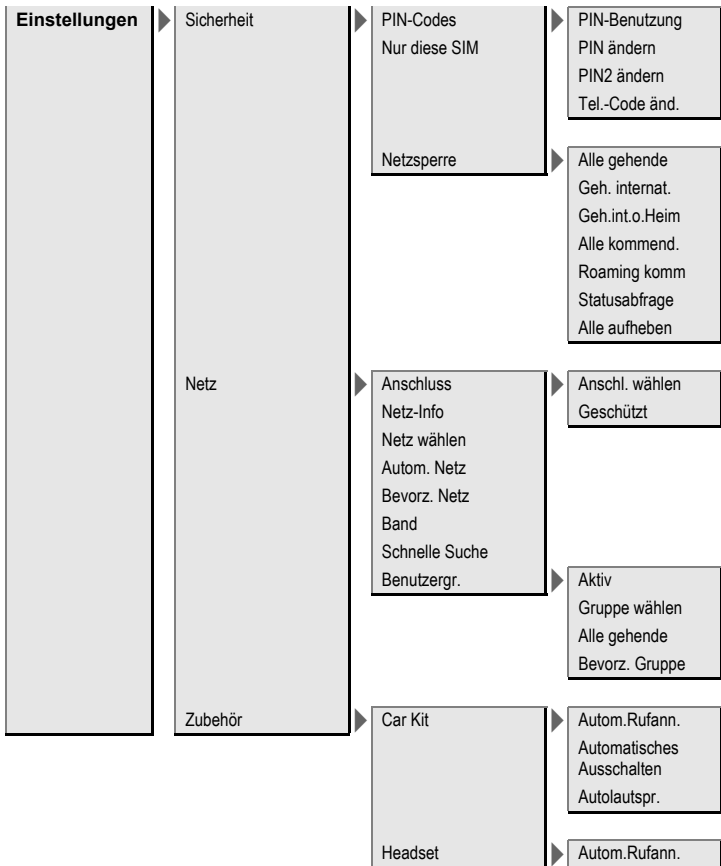 Einstellungen
Sicherheit
PIN-Codes
PIN-Benutzung
Nur diese SIM
PIN ändern
PIN2 ändern
Tel.-Code änd.
Netzsperre
Alle gehende
Geh. internat.
Geh.int.o.Heim
Alle kommend.
Roaming komm
Statusabfrage
Alle aufheben
Netz
Anschluss
Anschl. wählen
Netz-Info
Geschützt
Netz wählen
Autom. Netz
Bevorz. Netz
Band
Schnelle Suche
Benutzergr.
Aktiv
Gruppe wählen
Alle gehende
Bevorz. Gruppe
Zubehör
Car Kit
Autom.Rufann.
Automatisches
Ausschalten
Autolautspr.
Headset
Autom.Rufann.